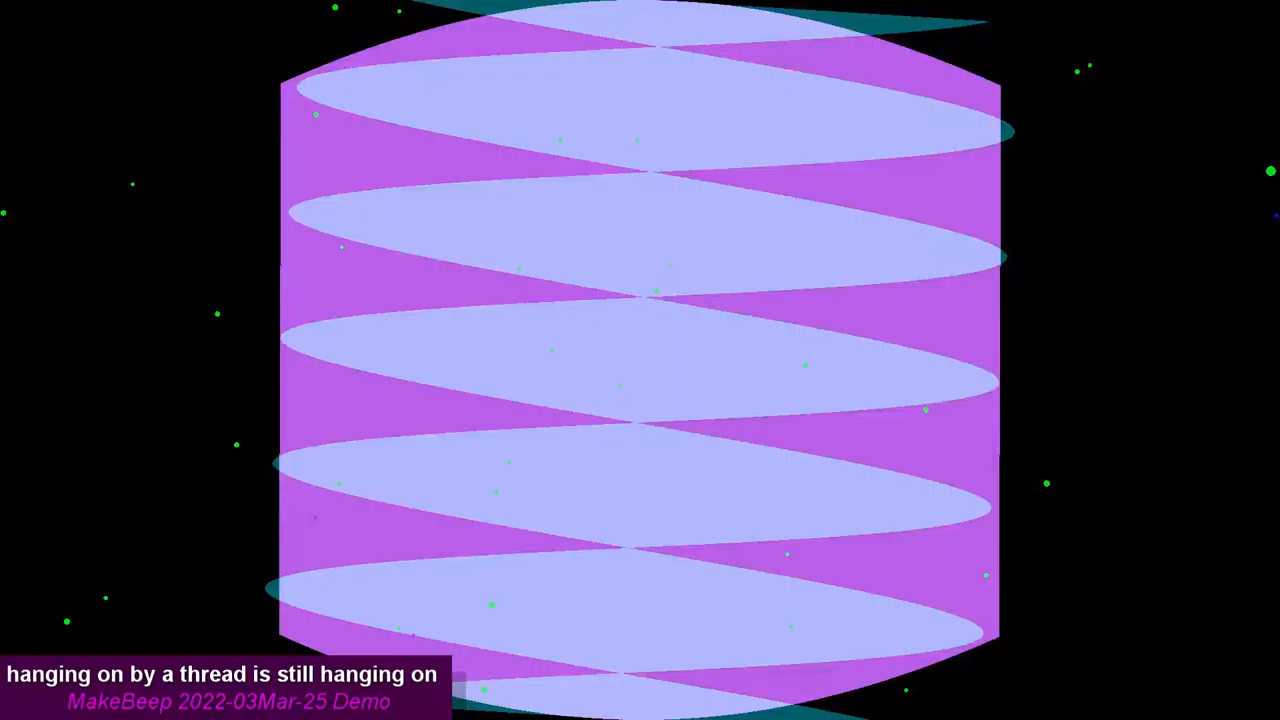 hanging on by a thread is still hanging on
MakeBeep 2022-03Mar-25 Demo